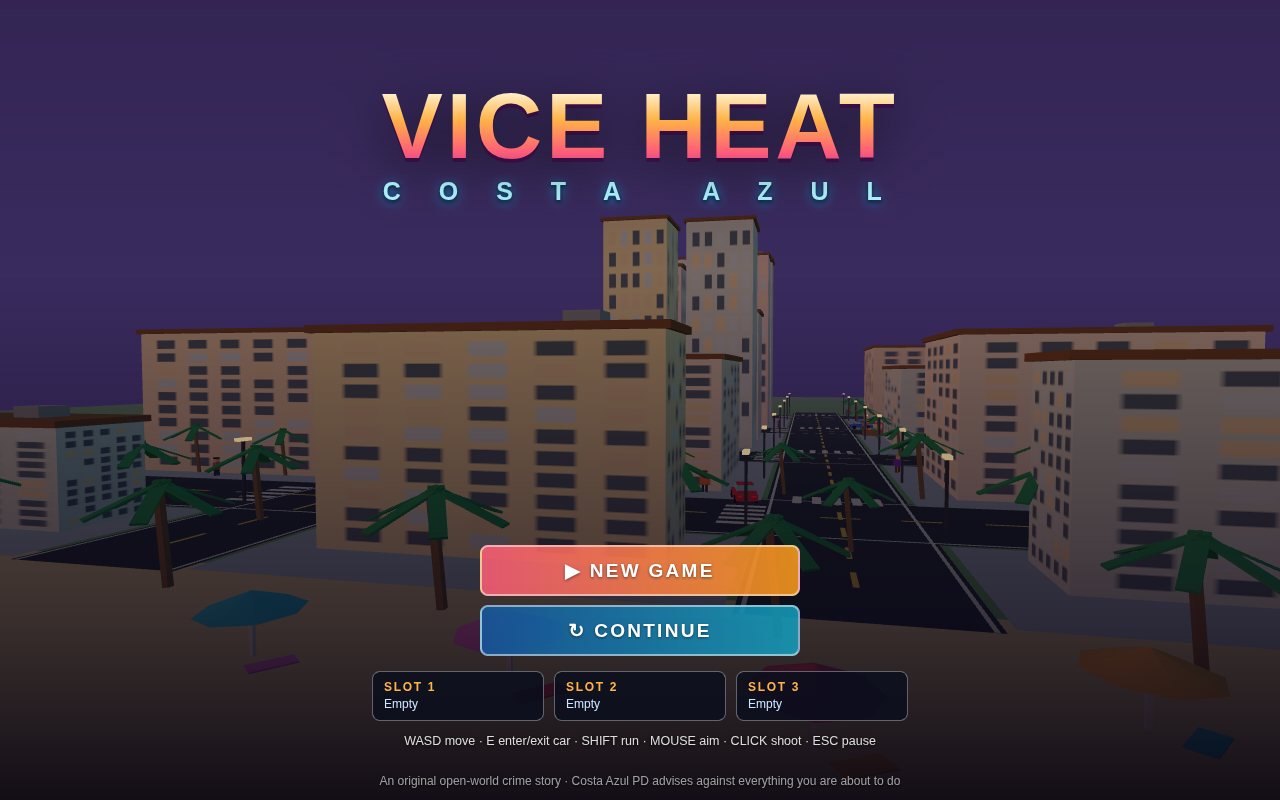 VICE HEAT
COSTA AZUL
▶ NEW GAME
↻ CONTINUE
SLOT 1
Empty
SLOT 2
Empty
SLOT 3
Empty
WASD move · E enter/exit car · SHIFT run · MOUSE aim · CLICK shoot · ESC pause
An original open-world crime story · Costa Azul PD advises against everything you are about to do